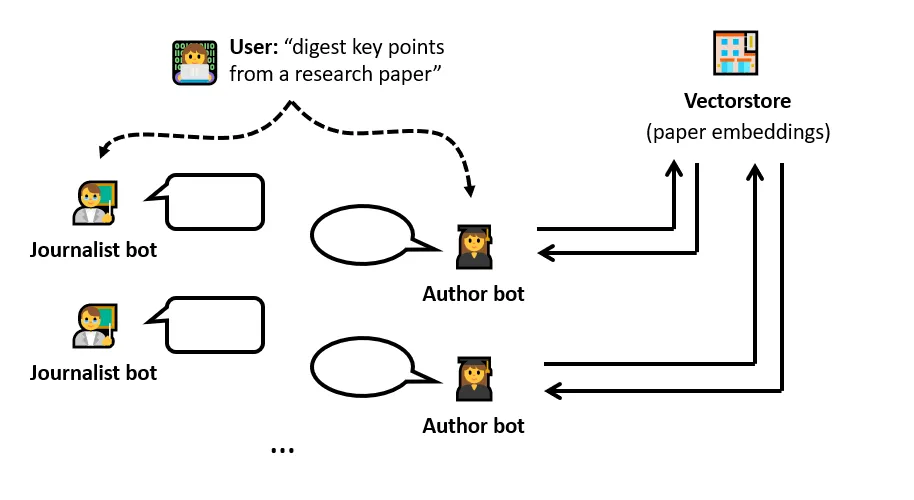 User: “digest key points
from a research paper”
Vectorstore
(paper embeddings)
Journalist bot
Author bot
Journalist bot
Author bot
...